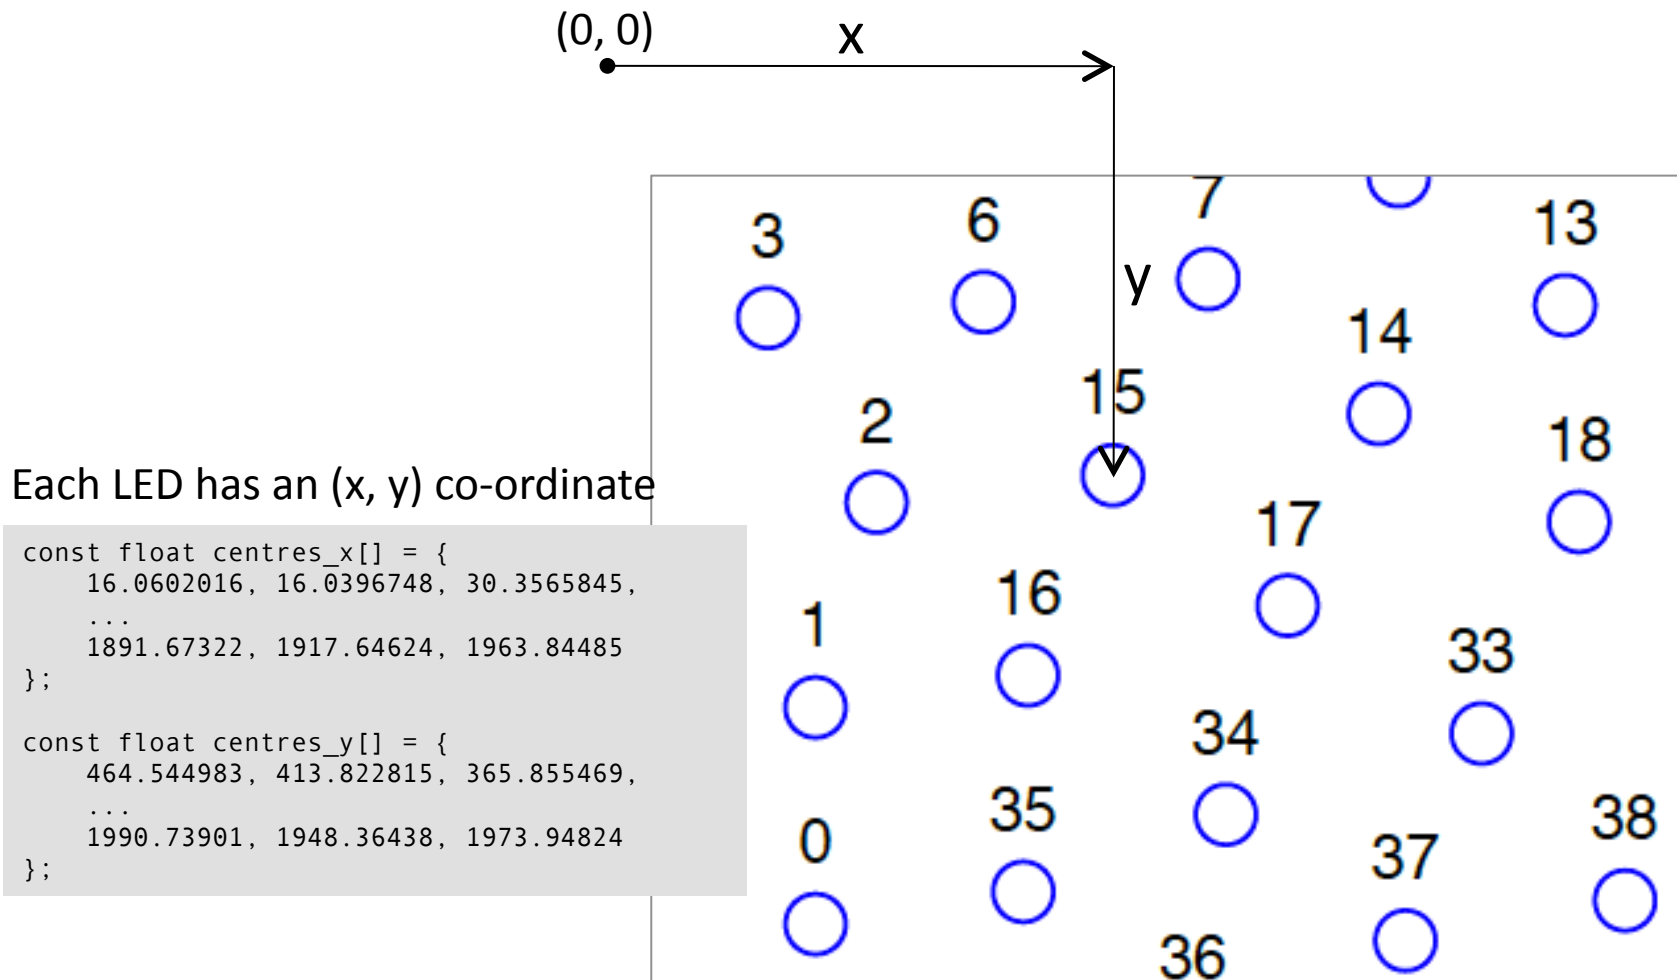 (0, 0)
x
y
3
6
7
13
14
15
2
18
Each LED has an (x, y) co-ordinate
17
const float centres_x[] = {
16.0602016, 16.0396748, 30.3565845,
...
1891.67322, 1917.64624, 1963.84485
};
const float centres_y[] = {
464.544983, 413.822815, 365.855469,
...
1990.73901, 1948.36438, 1973.94824
};
16
1
33
34
35
38
0
37
36